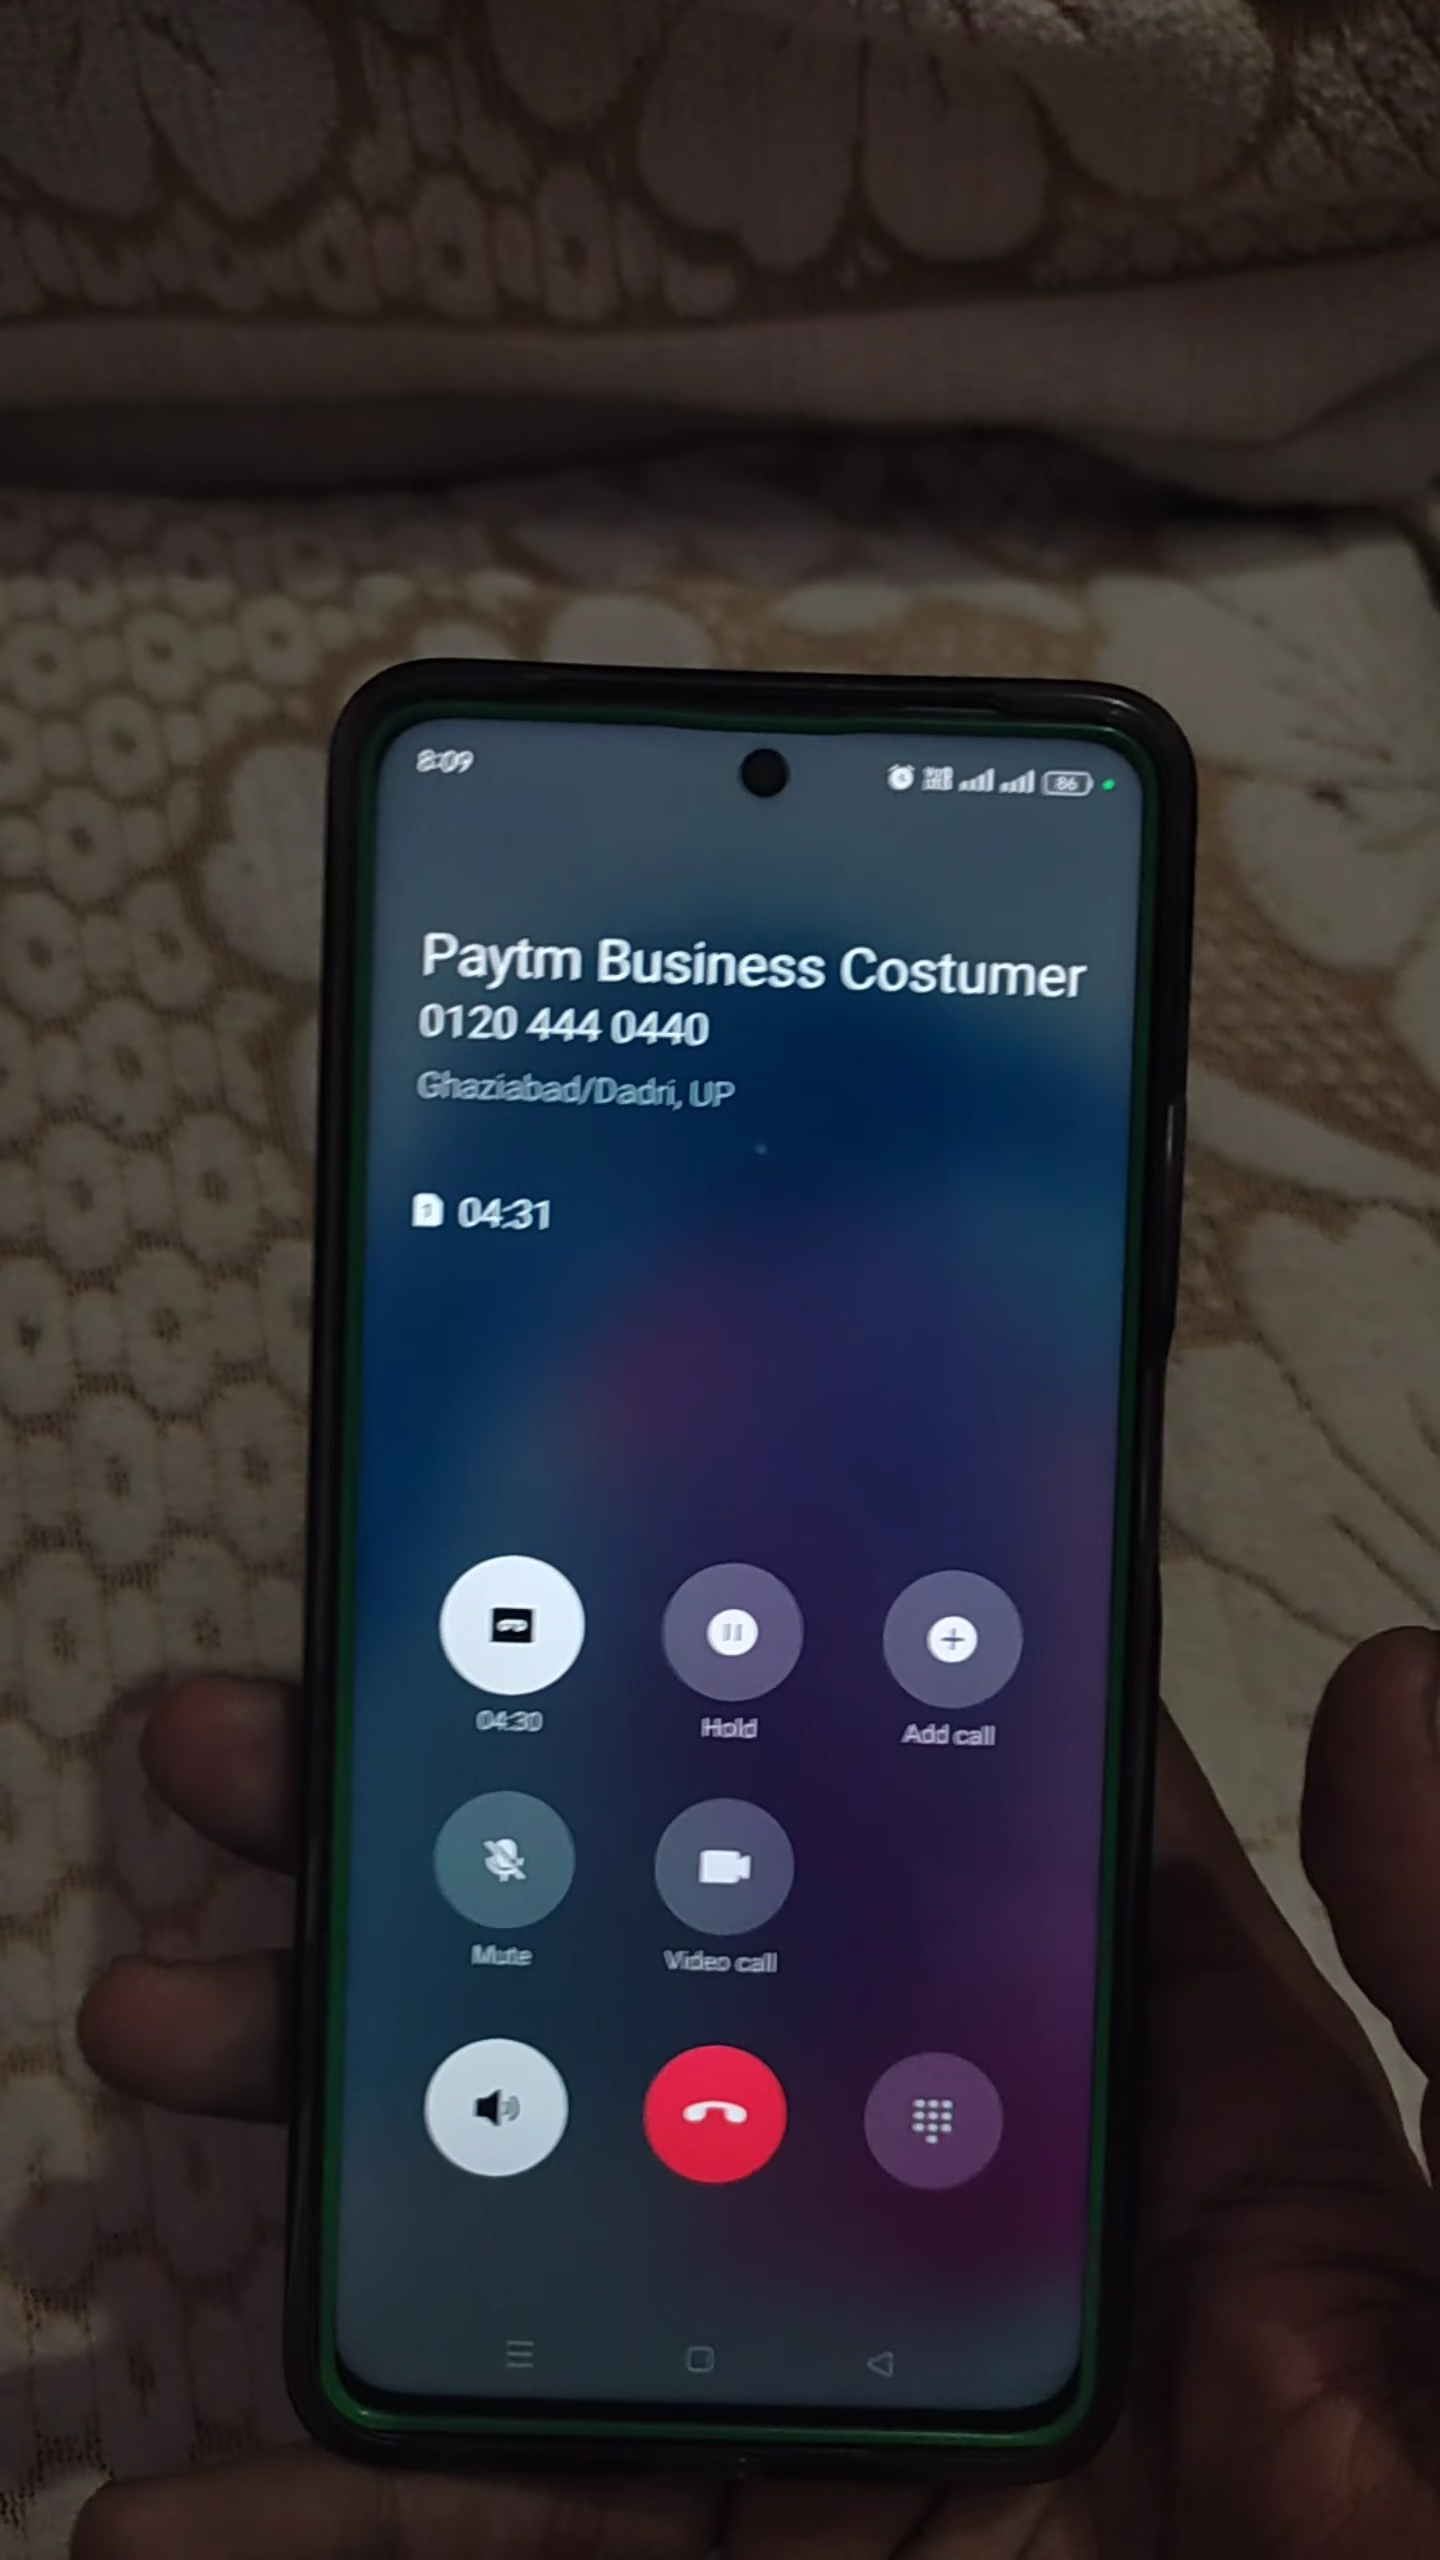 8:09
86
Paytm Business Costumer
0120 444 0440
Ghaziabad/Dadri, UP
1 04:31
04:30
Hold
Add call
Mute
Video call